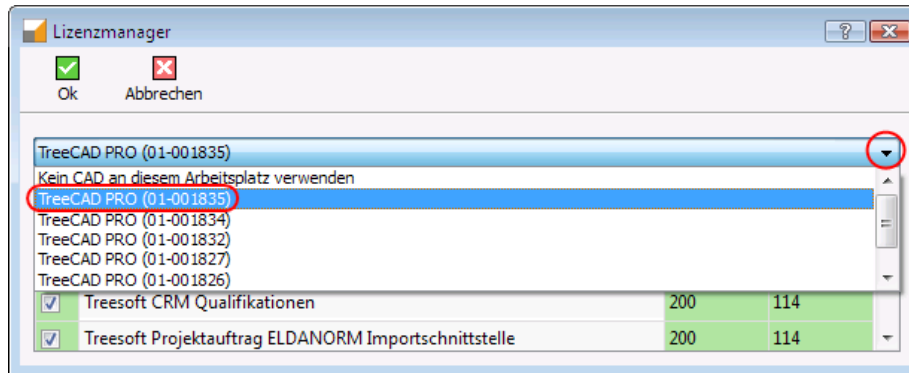 Lizenzmanager
Ok Abbrechen
TreeCAD PRO (01-001835)
Kein CAD an diesem Arbeitsplatz verwenden
TreeCAD PRO (01-001835)
TreeCAD PRO (01-001834)
TreeCAD PRO (01-001832)
TreeCAD PRO (01-001827)
TreeCAD PRO (01-001826)
Treesoft CRM Qualifikationen 200 114
Treesoft Projektauftrag ELDANORM Importschnittstelle 200 114